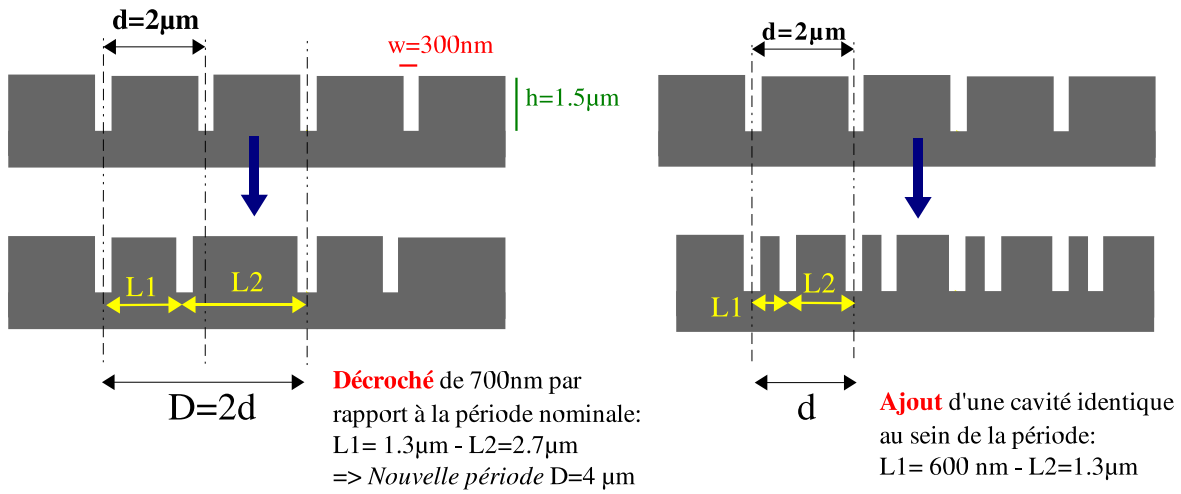 d=2µm
w=300nm
h=1.5µm
L1
L2
D=2d
Décroché de 700nm par
rapport à la période nominale:
L1= 1.3µm - L2=2.7µm
=> Nouvelle période D=4 µm
d=2µm
L1
L2
d
Ajout d'une cavité identique
au sein de la période:
L1= 600 nm - L2=1.3µm